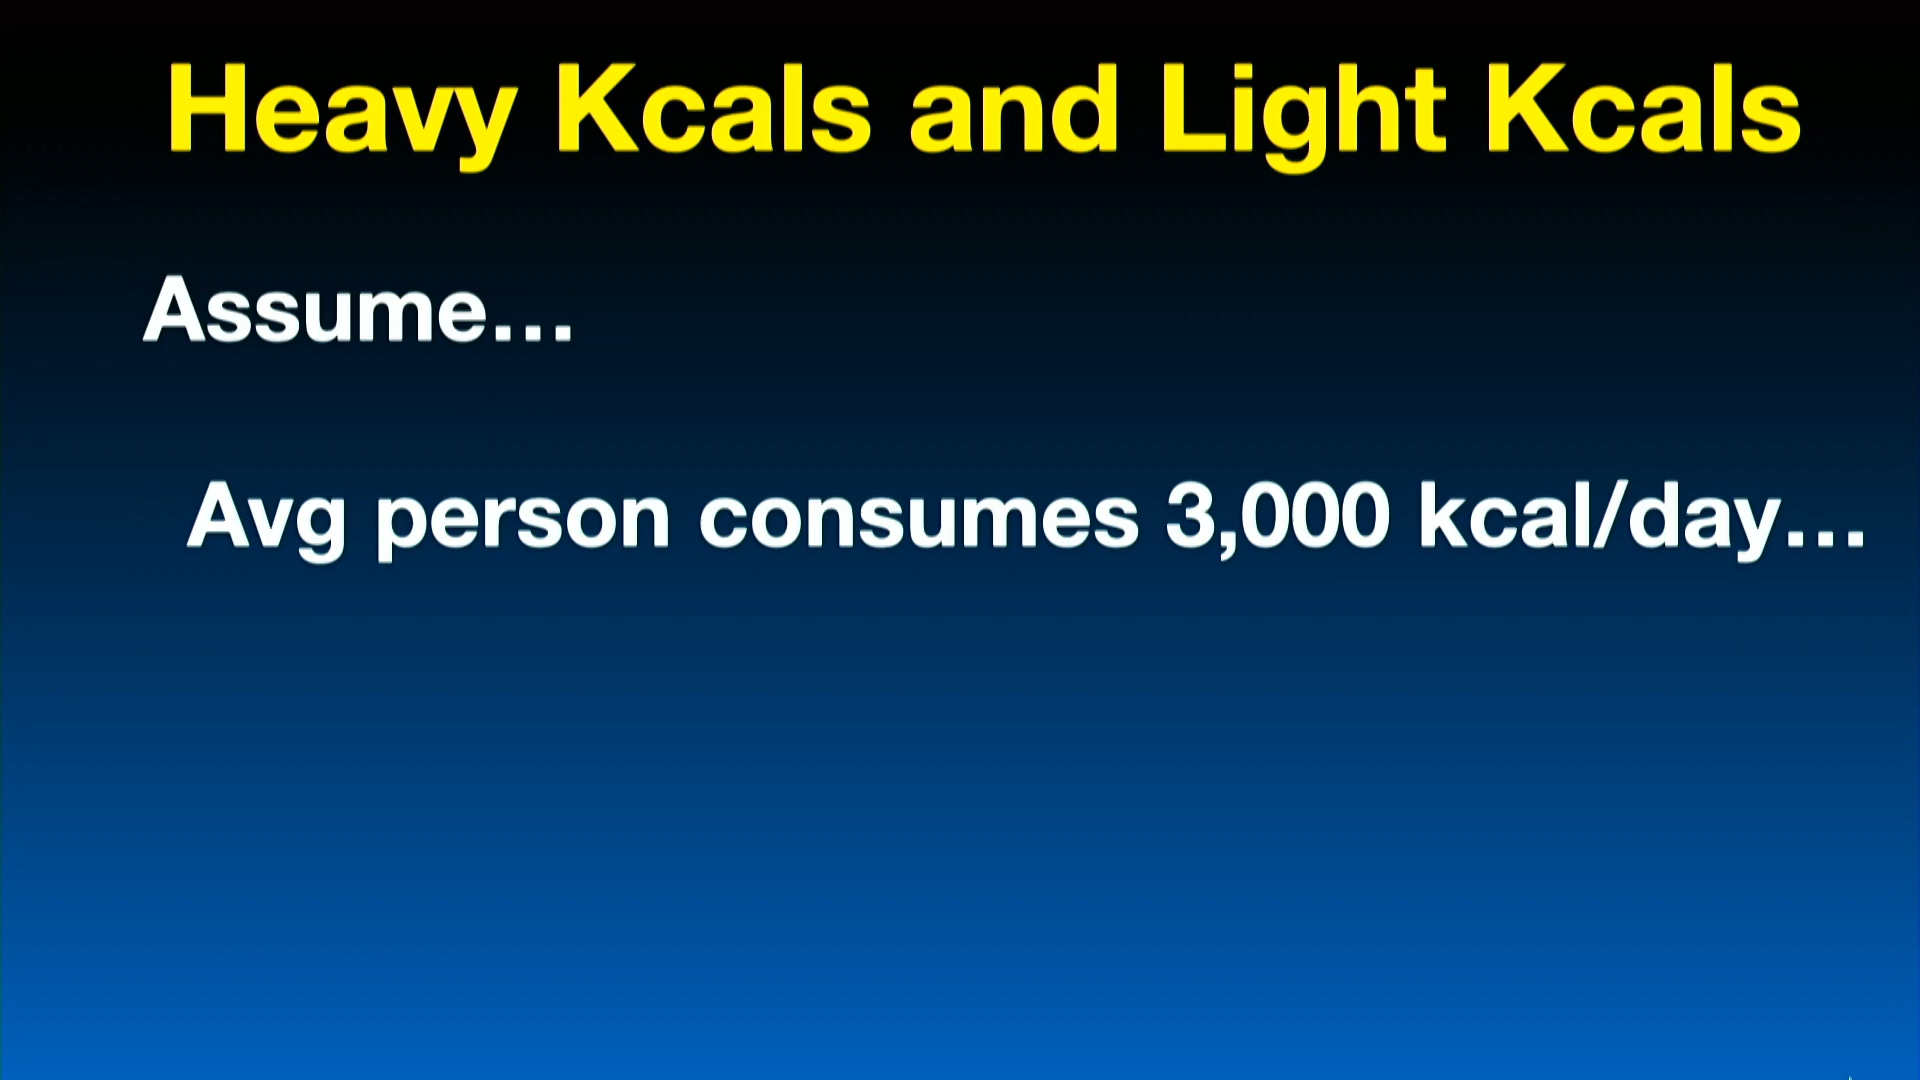 Heavy Kcals and Light Kcals
Assume…
Avg person consumes 3,000 kcal/day…